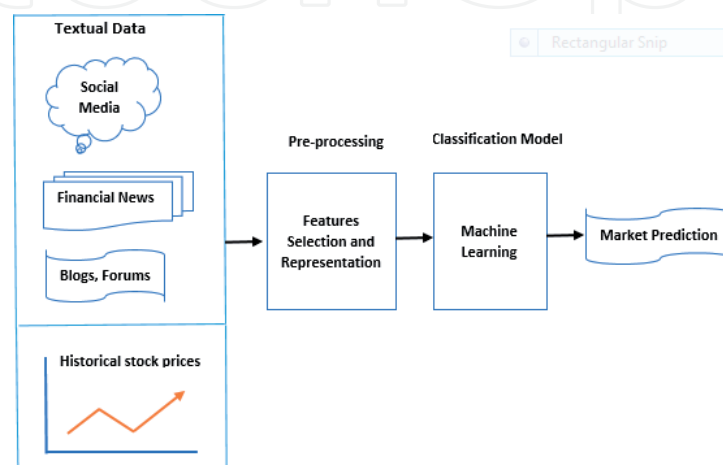 Textual Data
Rectangular Snip
Social
Media
Pre-processing
Classification Model
Financial News
Features
Selection and
Representation
Machine
Learning
Market Prediction
Blogs, Forums
Historical stock prices